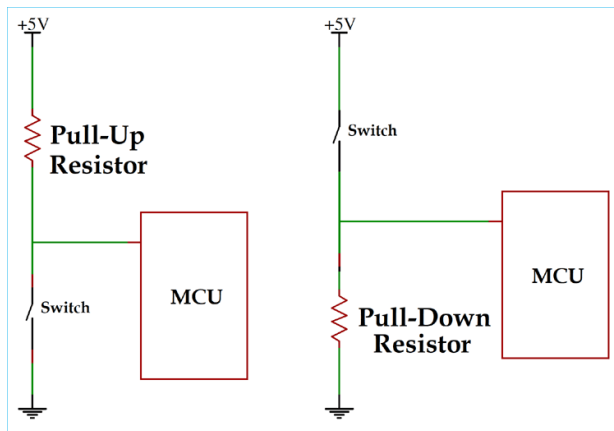 +5V
Pull-Up
Resistor
Switch
MCU
+5V
Switch
MCU
Pull-Down
Resistor